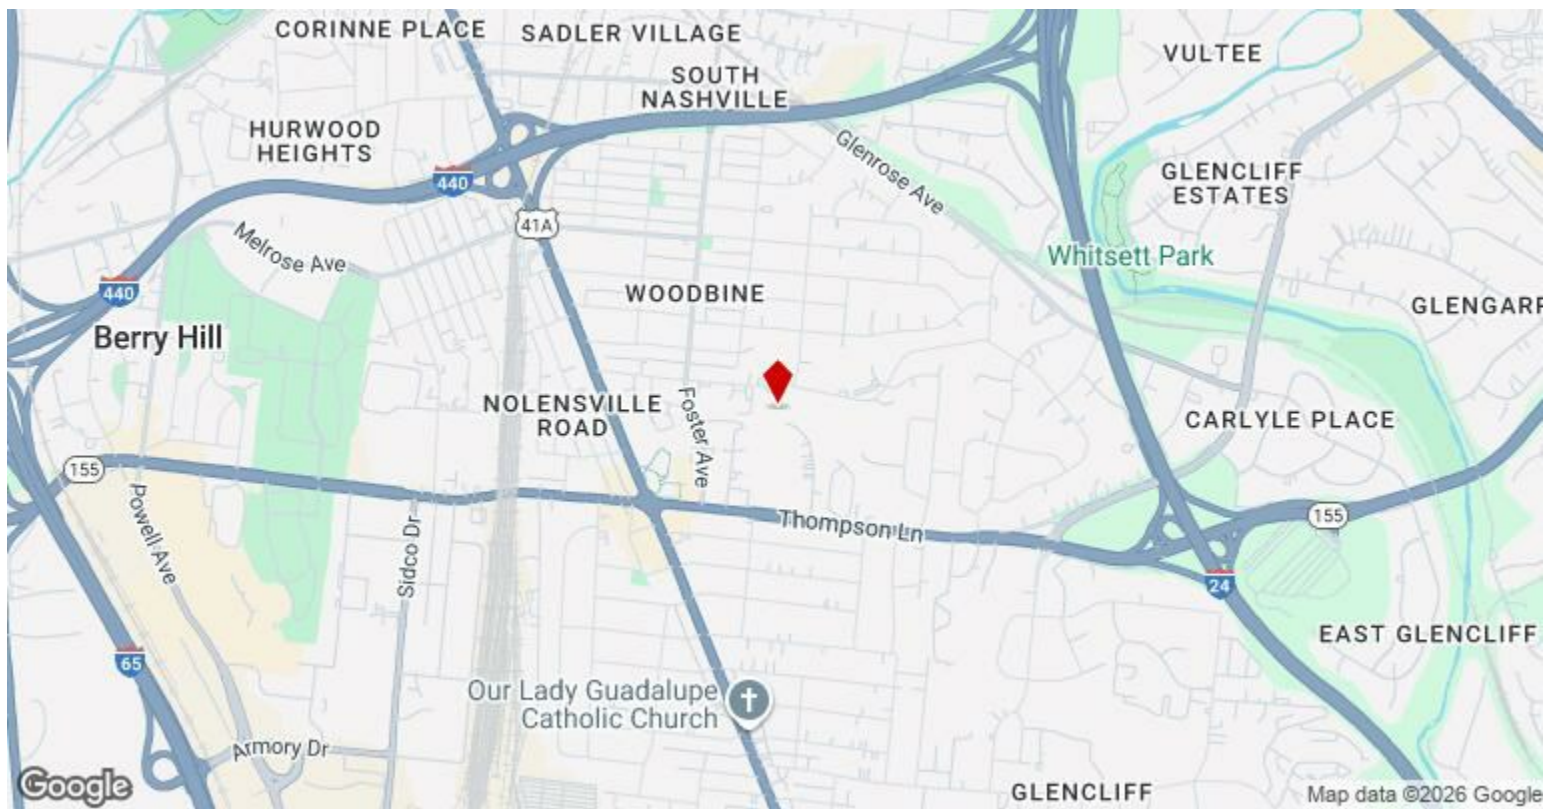 CORINNE PLACE
SADLER VILLAGE
VULTEE
SOUTH
NASHVILLE
HURWOOD
HEIGHTS
Glenrose Ave
GLENCLIFF
ESTATES
440
41A
Melrose Ave
Whitsett Park
440
WOODBINE
GLENGARR
Berry Hill
NOLENSVILLE
ROAD
Foster Ave
CARLYLE PLACE
155
Powell Ave
Sidco Dr
Thompson Ln
155
24
EAST GLENCLIFF
65
Our Lady Guadalupe
Catholic Church
Armory Dr
Google
GLENCLIFF
Map data ©2026 Google